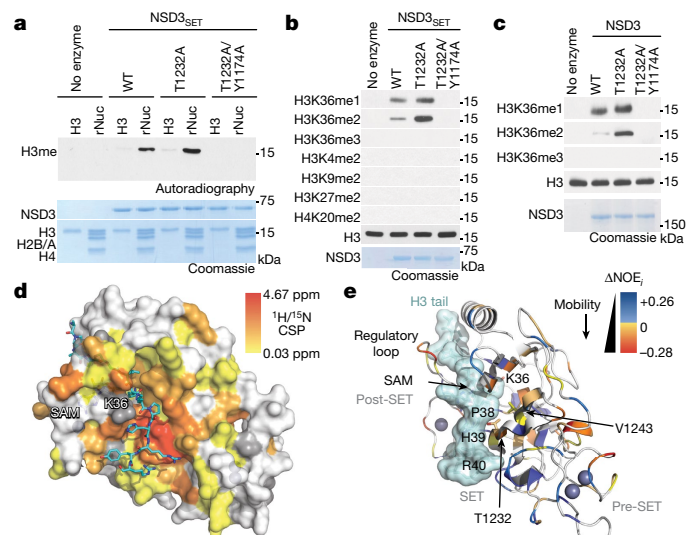 a
NSD3SET
No enzyme
WT
T1232A
T1232A/
Y1174A
H3
rNuc
H3
rNuc
H3
rNuc
H3
rNuc
H3me
15
Autoradiography
NSD3
75
H3
15
H2B/A
H4
kDa
Coomassie
b
NSD3SET
No enzyme
WT
T1232A
T1232A/
Y1174A
H3K36me1
15
H3K36me2
15
H3K36me3
15
H3K4me2
15
H3K9me2
15
H3K27me2
15
H4K20me2
15
H3
15
NSD3
75
Coomassie
kDa
c
NSD3
No enzyme
WT
T1232A
T1232A/
Y1174A
H3K36me1
15
H3K36me2
15
H3K36me3
15
H3
15
NSD3
150
Coomassie
kDa
d
4.67 ppm
1H/15N
CSP
0.03 ppm
SAM
K36
e
H3 tail
Regulatory
loop
SAM
Post-SET
K36
P38
H39
R40
SET
T1232
V1243
Pre-SET
Mobility
ΔNOEi
+0.26
0
−0.28